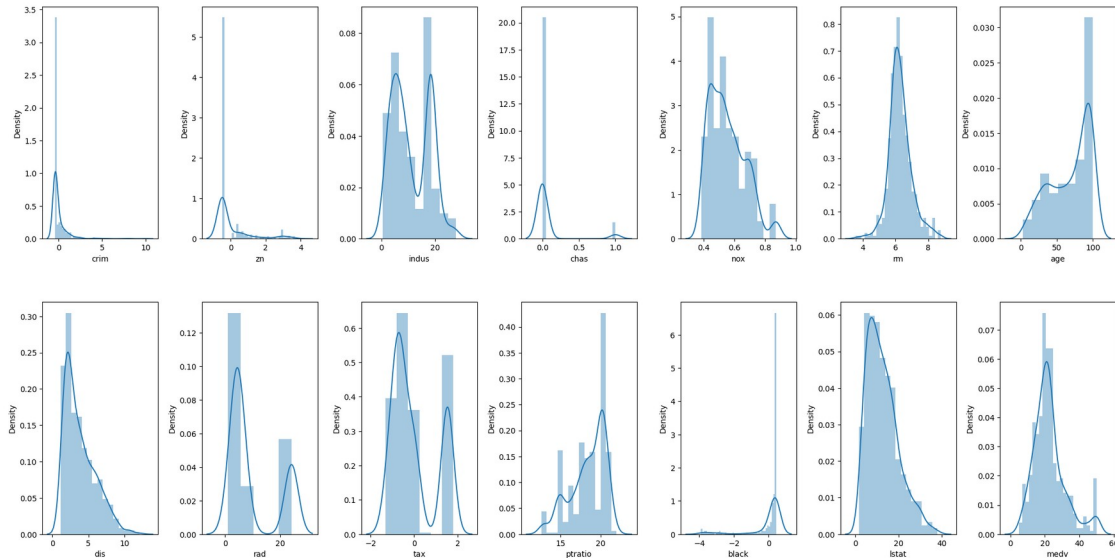 3.5
3.0
2.5
2.0
1.5
1.0
0.5
0.0
Density
0 5 10
crim
5
4
3
2
1
0
Density
0 2 4
zn
0.08
0.06
0.04
0.02
0.00
Density
0 20
indus
20.0
17.5
15.0
12.5
10.0
7.5
5.0
2.5
0.0
Density
0.0 0.5 1.0
chas
5
4
3
2
1
0
Density
0.4 0.6 0.8 1.0
nox
0.8
0.7
0.6
0.5
0.4
0.3
0.2
0.1
0.0
Density
4 6 8
rm
0.030
0.025
0.020
0.015
0.010
0.005
0.000
Density
0 50 100
age
0.30
0.25
0.20
0.15
0.10
0.05
0.00
Density
0 5 10
dis
0.12
0.10
0.08
0.06
0.04
0.02
0.00
Density
0 20
rad
0.6
0.5
0.4
0.3
0.2
0.1
0.0
Density
−2 0 2
tax
0.40
0.35
0.30
0.25
0.20
0.15
0.10
0.05
0.00
Density
15 20
ptratio
6
5
4
3
2
1
0
Density
−4 −2 0
black
0.06
0.05
0.04
0.03
0.02
0.01
0.00
Density
0 20 40
lstat
0.07
0.06
0.05
0.04
0.03
0.02
0.01
0.00
Density
0 20 40 60
medv